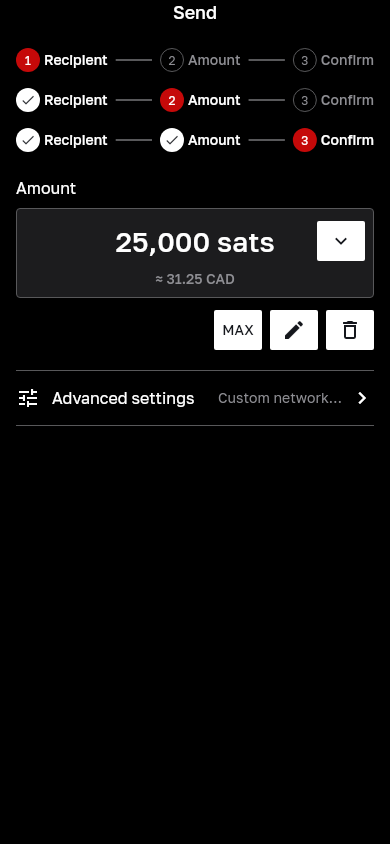 Send
1 Recipient 2 Amount 3 Confirm
Recipient 2 Amount 3 Confirm
Recipient Amount 3 Confirm
Amount
25,000 sats
≈ 31.25 CAD
MAX
Advanced settings Custom network...